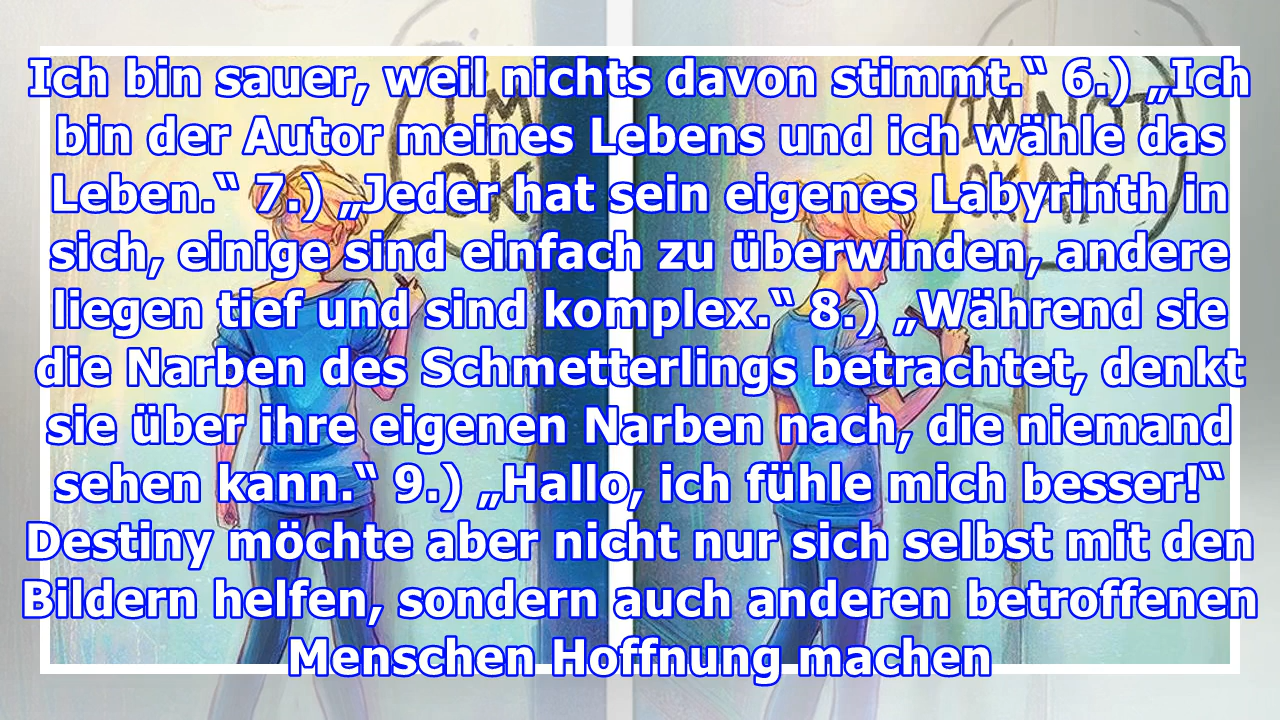 Ich bin sauer, weil nichts davon stimmt.“ 6.) „Ich
bin der Autor meines Lebens und ich wähle das
Leben.“ 7.) „Jeder hat sein eigenes Labyrinth in
sich, einige sind einfach zu überwinden, andere
liegen tief und sind komplex.“ 8.) „Während sie
die Narben des Schmetterlings betrachtet, denkt
sie über ihre eigenen Narben nach, die niemand
sehen kann.“ 9.) „Hallo, ich fühle mich besser!“
Destiny möchte aber nicht nur sich selbst mit den
Bildern helfen, sondern auch anderen betroffenen
Menschen Hoffnung machen
I'M
OK
IM NOT
OKAY